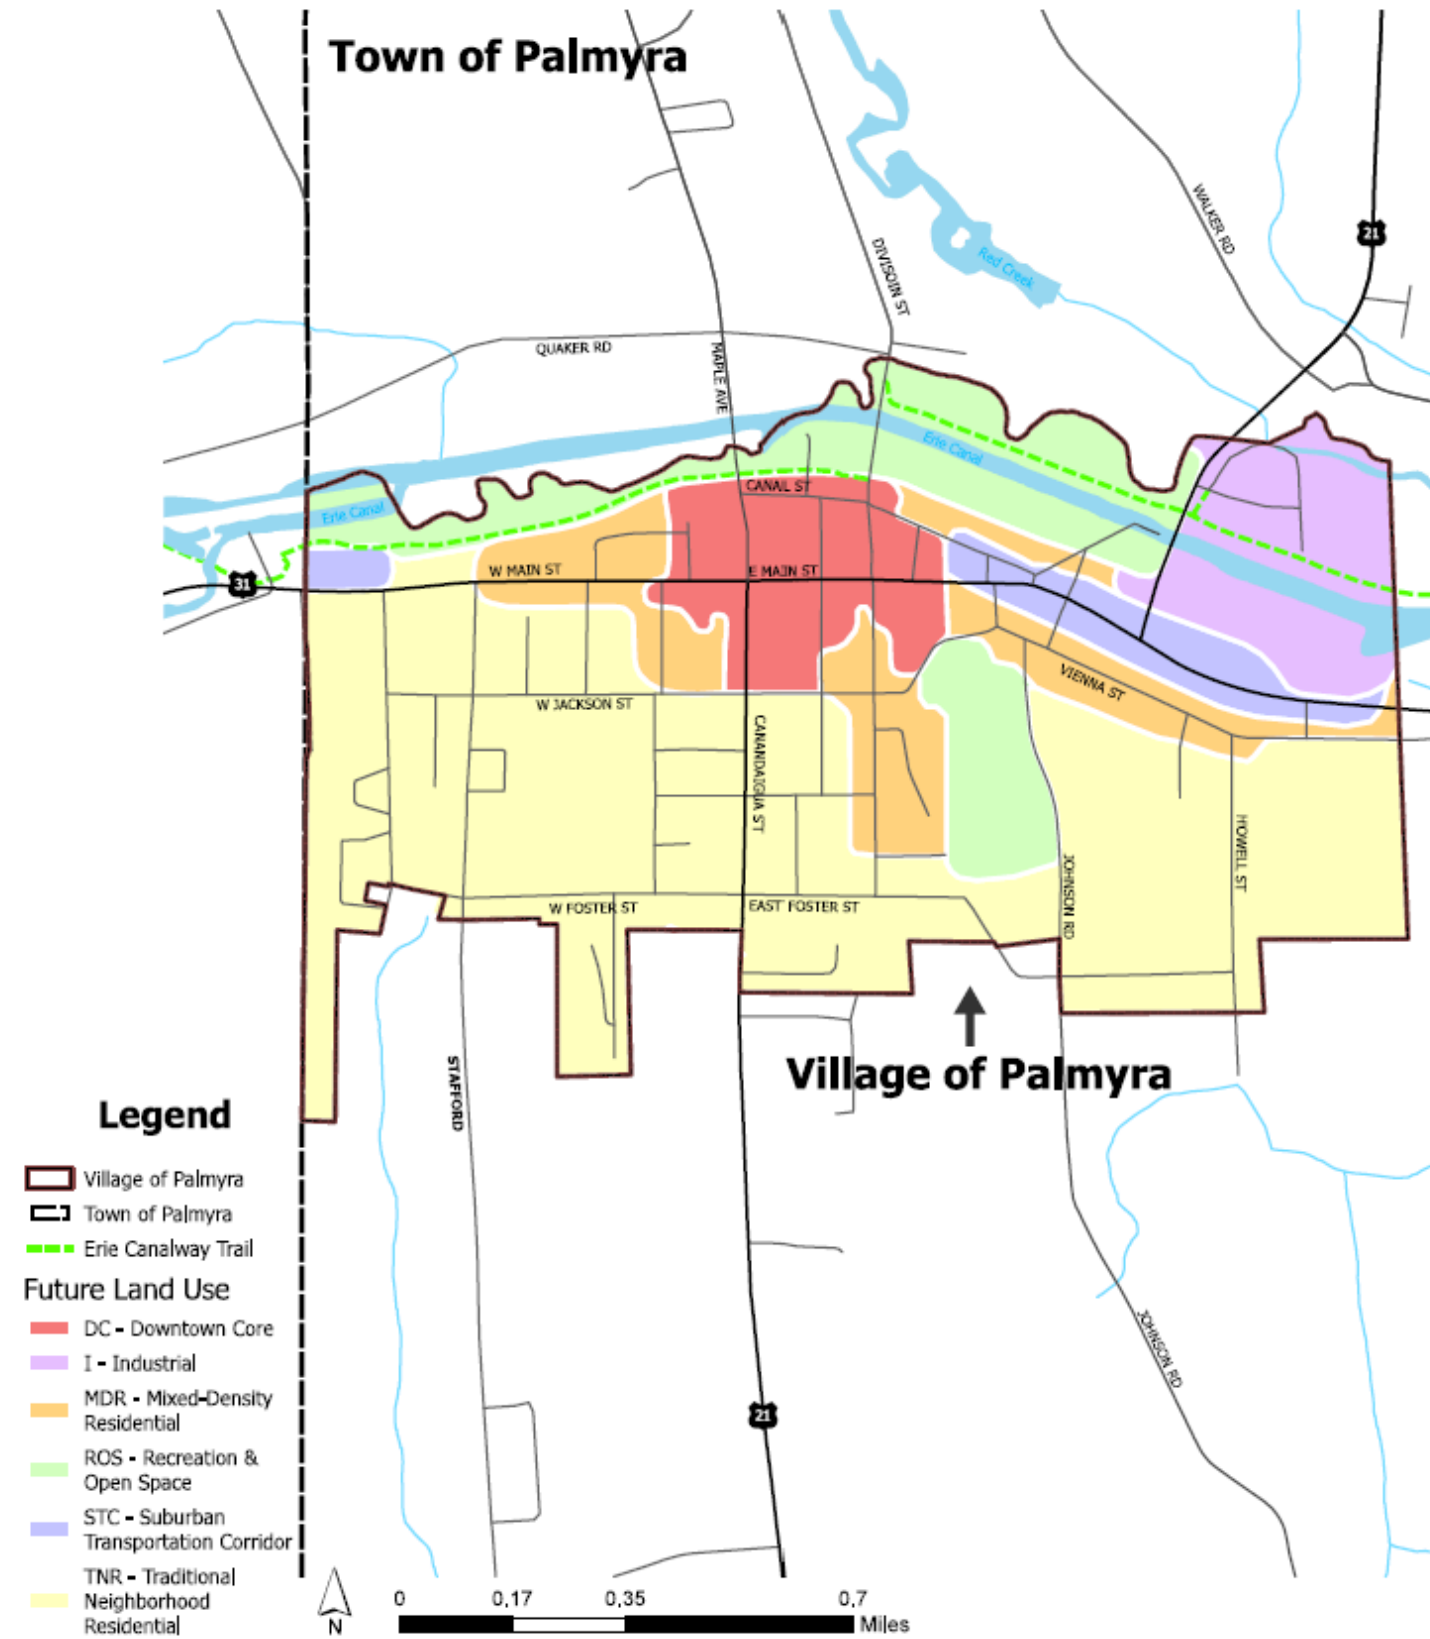 Town of Palmyra
WALKER RD
21
DIVISOIN ST
Red Creek
QUAKER RD
MAPLE AVE
Erie Canal
CANAL ST
Erie Canal
W MAIN ST
E MAIN ST
31
VIENNA ST
W JACKSON ST
CANANDAIGUA ST
HOWELL ST
JOHNSON RD
W FOSTER ST
EAST FOSTER ST
Village of Palmyra
STAFFORD
JOHNSON RD
21
Legend
Village of Palmyra
Town of Palmyra
Erie Canalway Trail
Future Land Use
DC - Downtown Core
I - Industrial
MDR - Mixed-Density
Residential
ROS - Recreation &
Open Space
STC - Suburban
Transportation Corridor
TNR - Traditional
Neighborhood
Residential
N
0 0,17 0,35 0,7
Miles